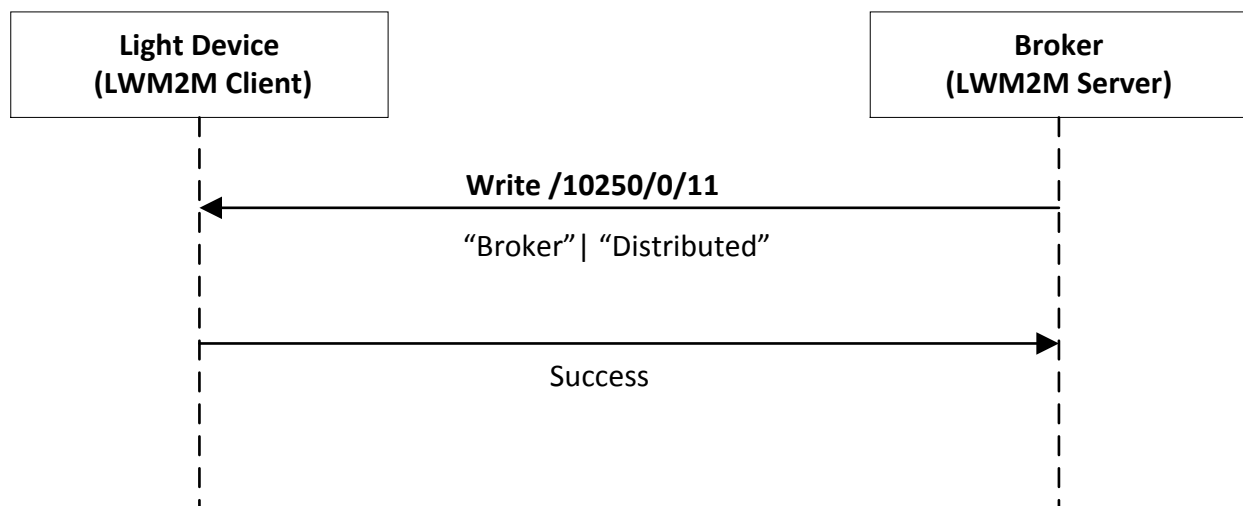 Light Device
(LWM2M Client)
Broker
(LWM2M Server)
Write /10250/0/11
“Broker”| “Distributed”
Success